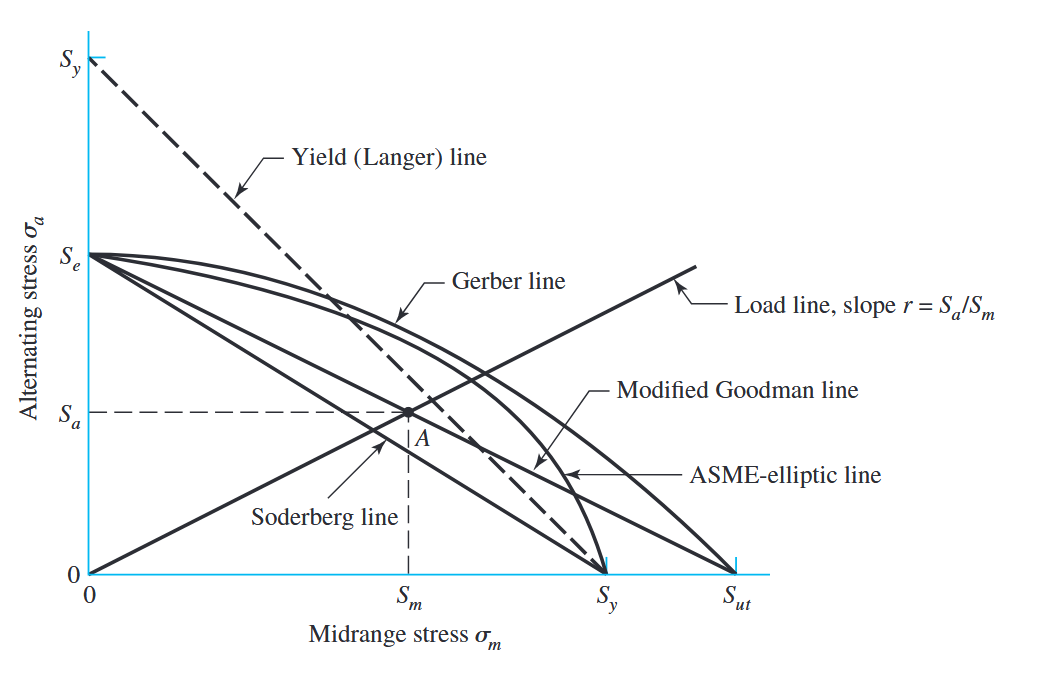 S_y
Yield (Langer) line
Alternating stress σ_a
S_e
Gerber line
Load line, slope r = S_a/S_m
Modified Goodman line
S_a
A
ASME-elliptic line
Soderberg line
0
0
S_m
S_y
S_ut
Midrange stress σ_m